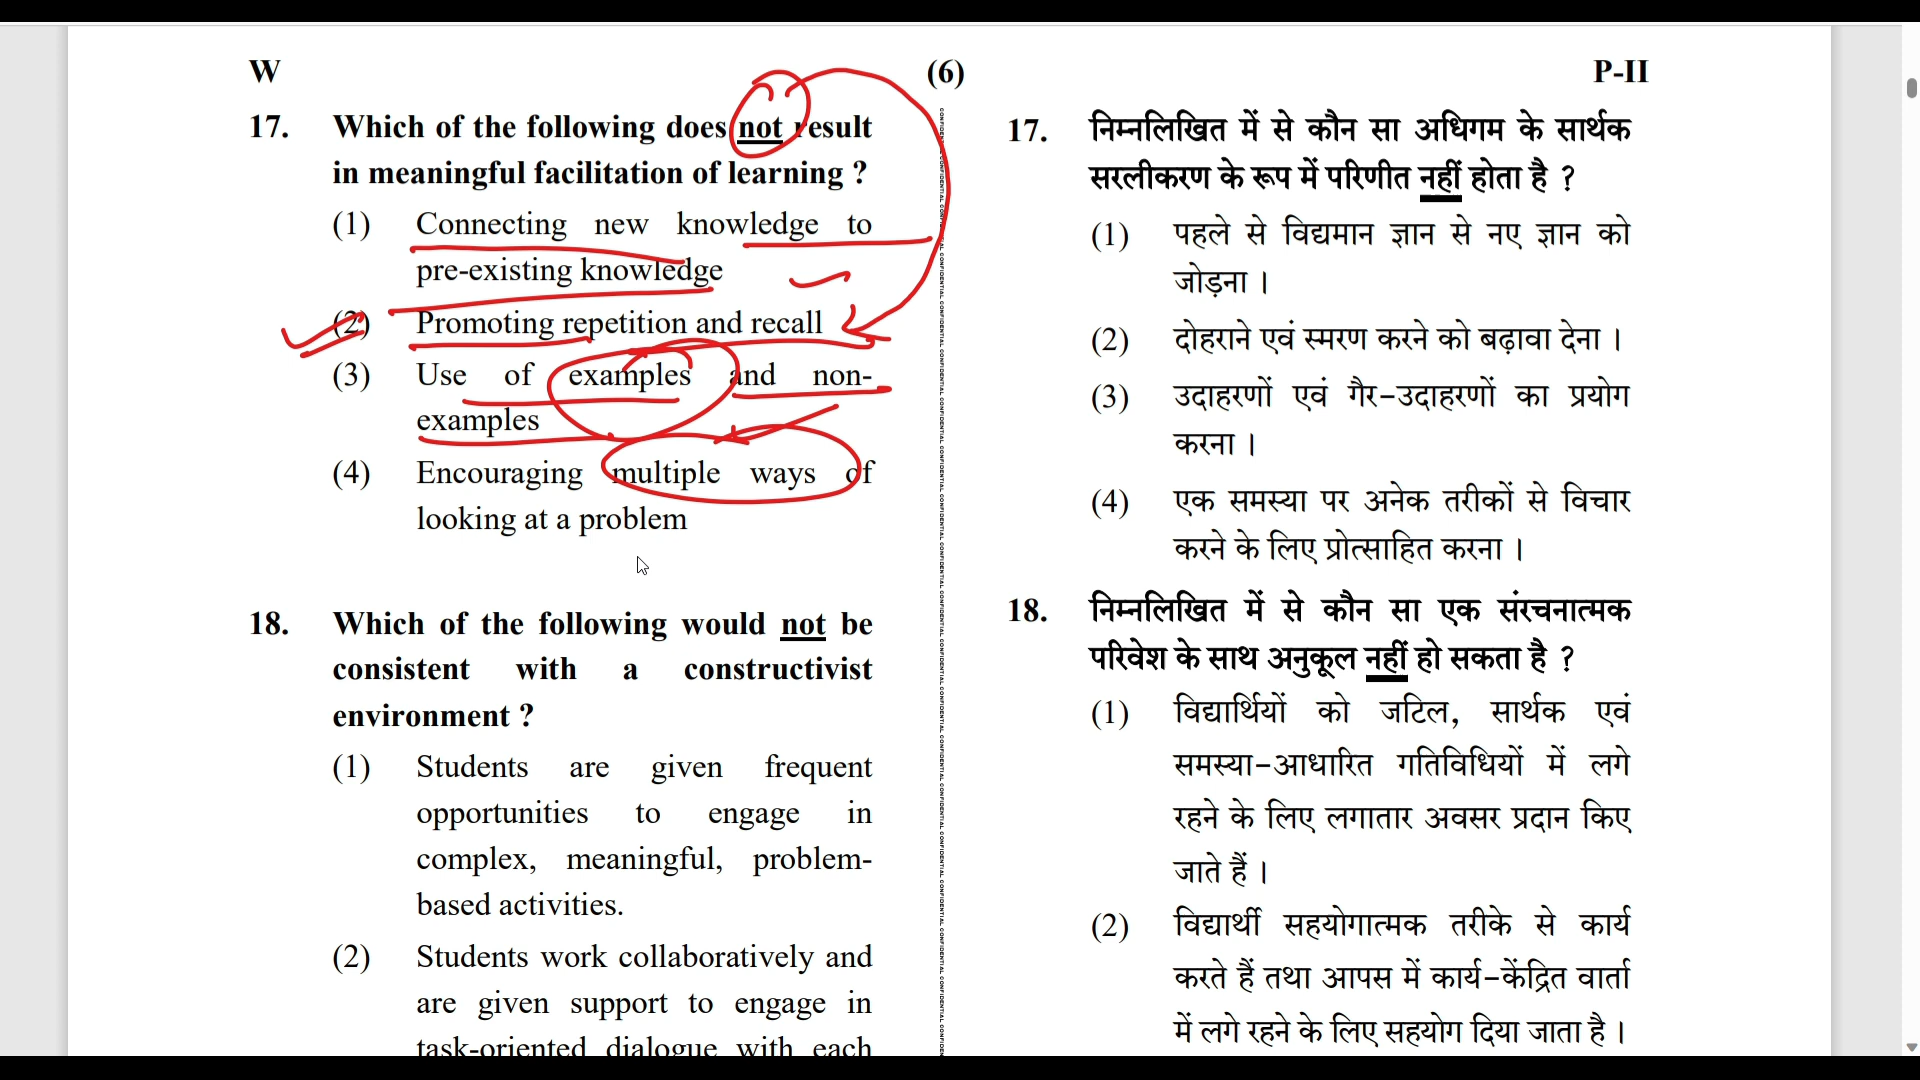 W
(6)
P-II
17. Which of the following does not result
in meaningful facilitation of learning ?
(1) Connecting new knowledge to
pre-existing knowledge
(2) Promoting repetition and recall
(3) Use of examples and non-
examples
(4) Encouraging multiple ways of
looking at a problem
18. Which of the following would not be
consistent with a constructivist
environment ?
(1) Students are given frequent
opportunities to engage in
complex, meaningful, problem-
based activities.
(2) Students work collaboratively and
are given support to engage in
task-oriented dialogue with each
17. निम्नलिखित में से कौन सा अधिगम के सार्थक
सरलीकरण के रूप में परिणीत नहीं होता है ?
(1) पहले से विद्यमान ज्ञान से नए ज्ञान को
जोड़ना ।
(2) दोहराने एवं स्मरण करने को बढ़ावा देना ।
(3) उदाहरणों एवं गैर-उदाहरणों का प्रयोग
करना ।
(4) एक समस्या पर अनेक तरीकों से विचार
करने के लिए प्रोत्साहित करना ।
18. निम्नलिखित में से कौन सा एक संरचनात्मक
परिवेश के साथ अनुकूल नहीं हो सकता है ?
(1) विद्यार्थियों को जटिल, सार्थक एवं
समस्या-आधारित गतिविधियों में लगे
रहने के लिए लगातार अवसर प्रदान किए
जाते हैं ।
(2) विद्यार्थी सहयोगात्मक तरीके से कार्य
करते हैं तथा आपस में कार्य-केंद्रित वार्ता
में लगे रहने के लिए सहयोग दिया जाता है ।